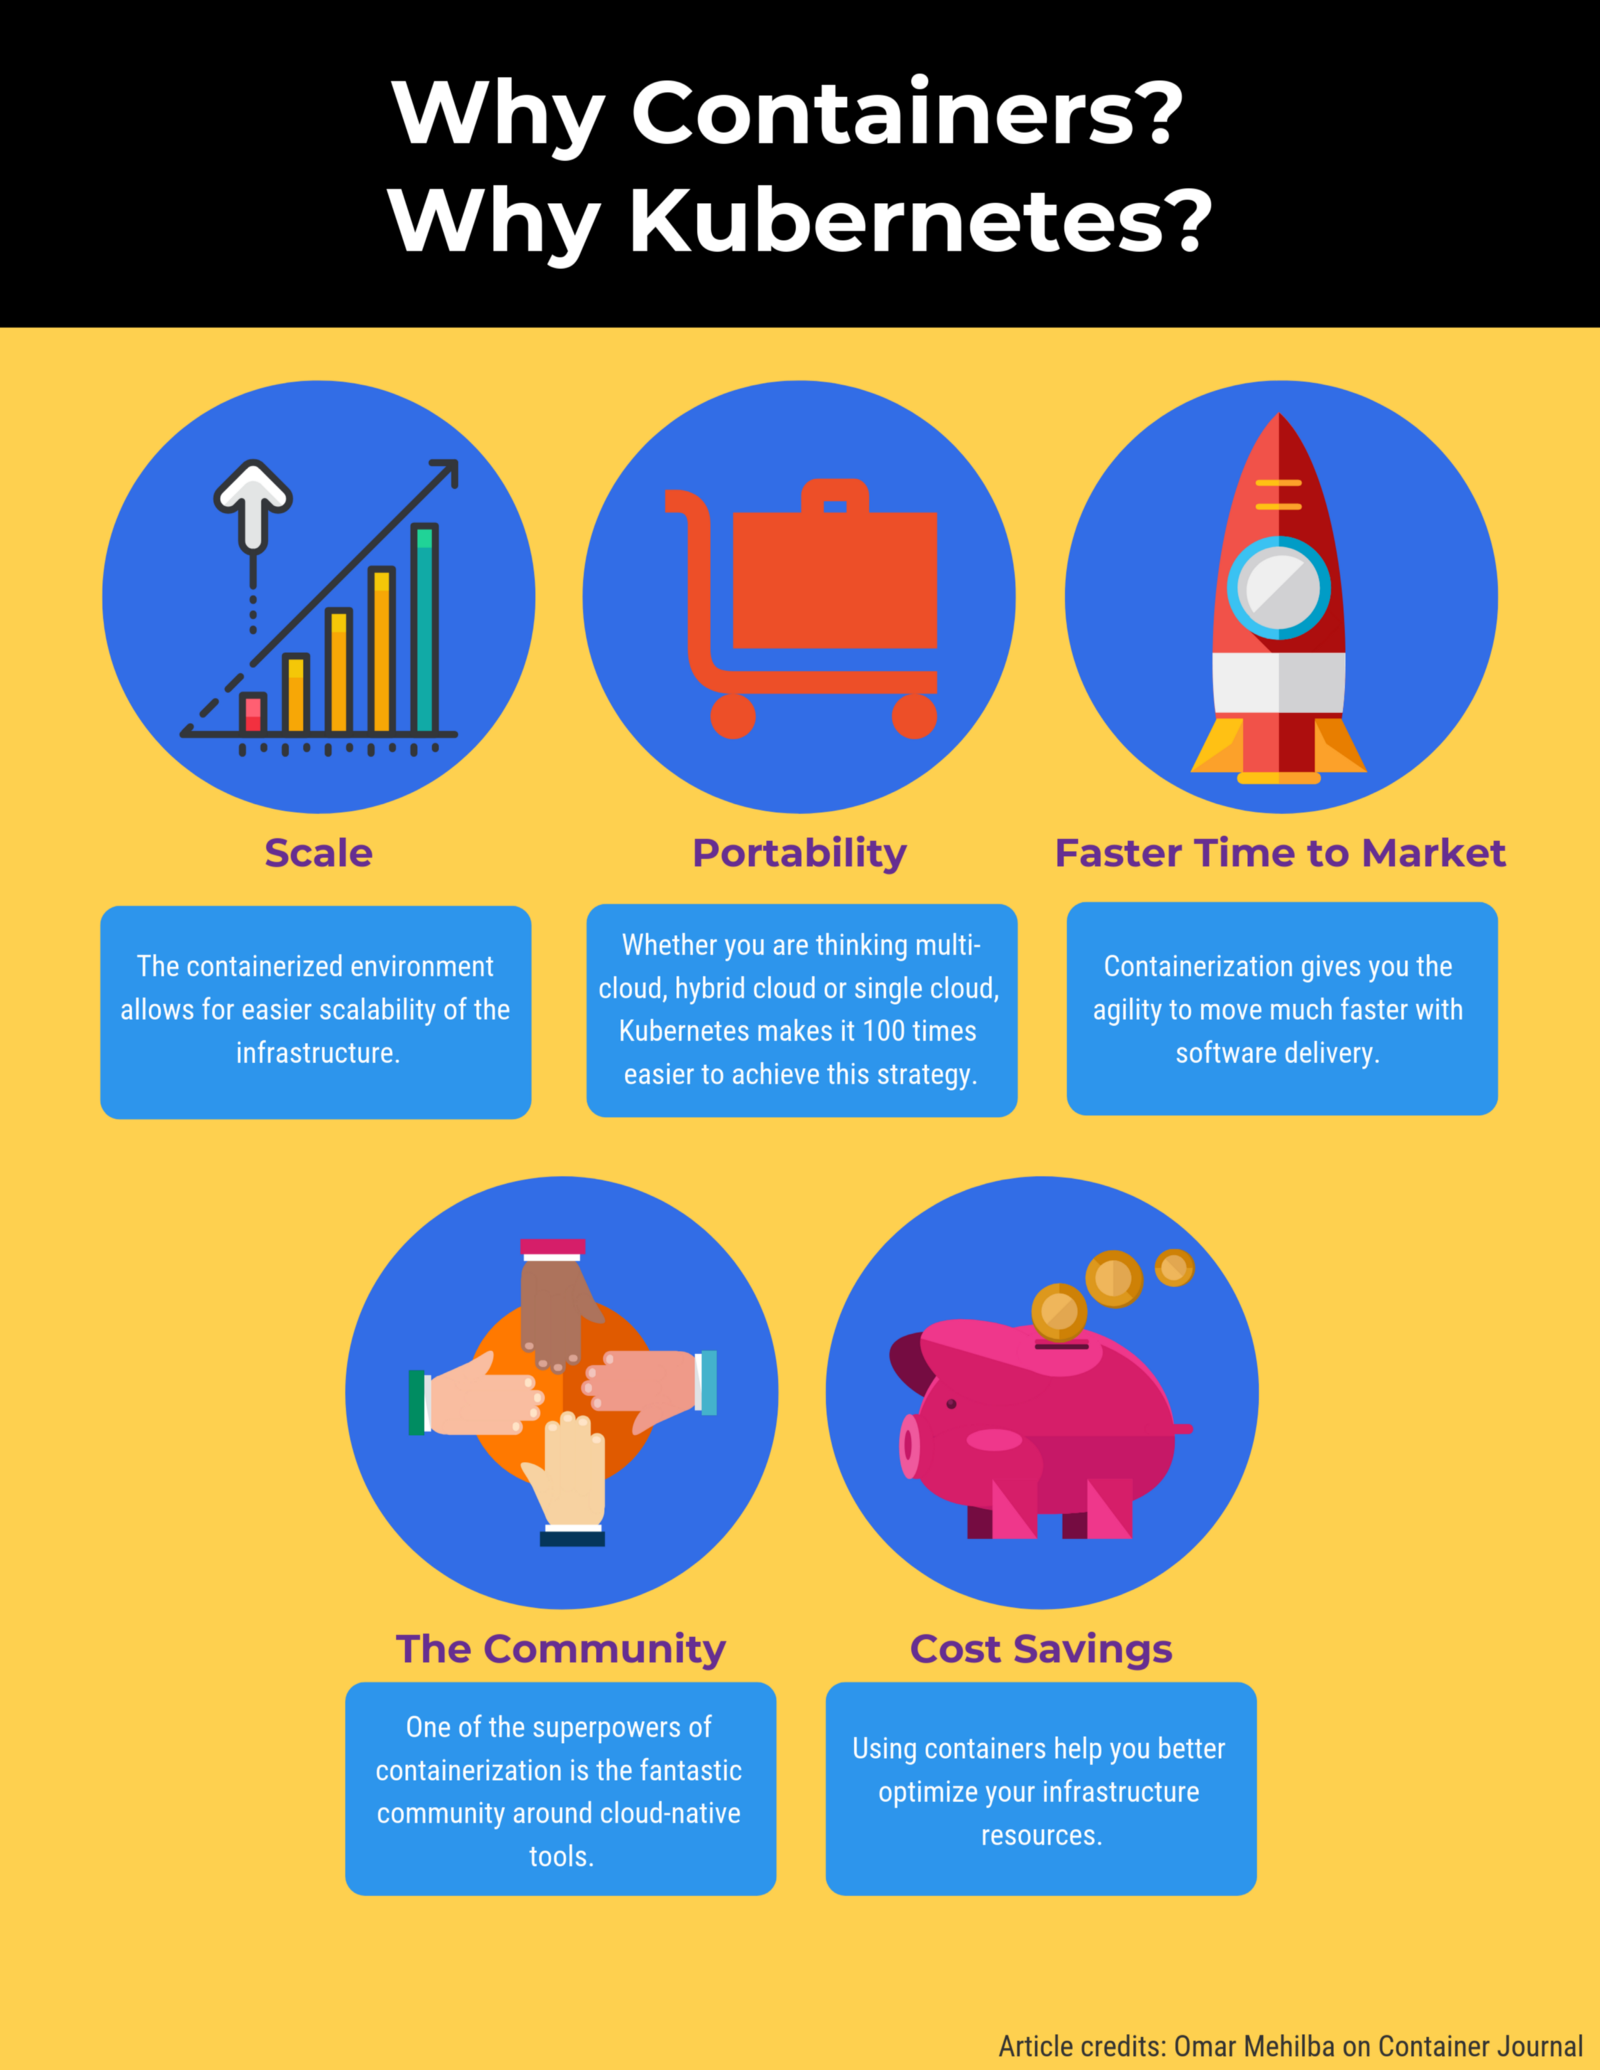 Why Containers?
Why Kubernetes?
Scale
Portability
Faster Time to Market
The containerized environment
allows for easier scalability of the
infrastructure.
Whether you are thinking multi-
cloud, hybrid cloud or single cloud,
Kubernetes makes it 100 times
easier to achieve this strategy.
Containerization gives you the
agility to move much faster with
software delivery.
The Community
Cost Savings
One of the superpowers of
containerization is the fantastic
community around cloud-native
tools.
Using containers help you better
optimize your infrastructure
resources.
Article credits: Omar Mehilba on Container Journal